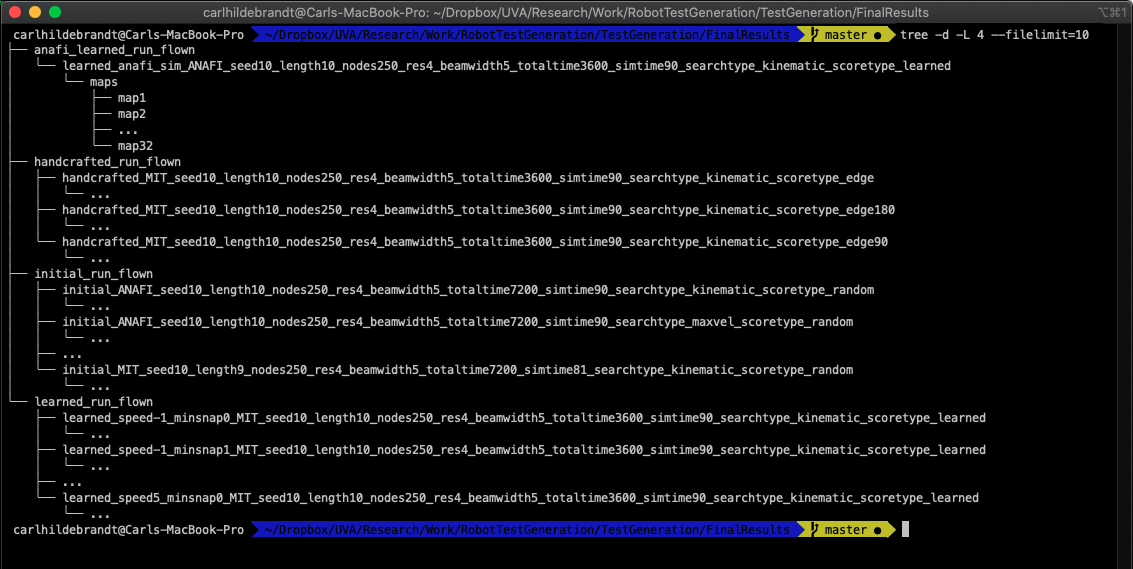 carlhildebrandt@Carls-MacBook-Pro: ~/Dropbox/UVA/Research/Work/RobotTestGeneration/TestGeneration/FinalResults ⌥⌘1
carlhildebrandt@Carls-MacBook-Pro ~/Dropbox/UVA/Research/Work/RobotTestGeneration/TestGeneration/FinalResults master ● tree -d -L 4 --filelimit=10
├── anafi_learned_run_flown
│   └── learned_anafi_sim_ANAFI_seed10_length10_nodes250_res4_beamwidth5_totaltime3600_simtime90_searchtype_kinematic_scoretype_learned
│       └── maps
│           ├── map1
│           ├── map2
│           ├── ...
│           └── map32
├── handcrafted_run_flown
│   ├── handcrafted_MIT_seed10_length10_nodes250_res4_beamwidth5_totaltime3600_simtime90_searchtype_kinematic_scoretype_edge
│   │   └── ...
│   ├── handcrafted_MIT_seed10_length10_nodes250_res4_beamwidth5_totaltime3600_simtime90_searchtype_kinematic_scoretype_edge180
│   │   └── ...
│   └── handcrafted_MIT_seed10_length10_nodes250_res4_beamwidth5_totaltime3600_simtime90_searchtype_kinematic_scoretype_edge90
│       └── ...
├── initial_run_flown
│   ├── initial_ANAFI_seed10_length10_nodes250_res4_beamwidth5_totaltime7200_simtime90_searchtype_kinematic_scoretype_random
│   │   └── ...
│   ├── initial_ANAFI_seed10_length10_nodes250_res4_beamwidth5_totaltime7200_simtime90_searchtype_maxvel_scoretype_random
│   │   └── ...
│   ├── ...
│   └── initial_MIT_seed10_length9_nodes250_res4_beamwidth5_totaltime7200_simtime81_searchtype_kinematic_scoretype_random
│       └── ...
└── learned_run_flown
    ├── learned_speed-1_minsnap0_MIT_seed10_length10_nodes250_res4_beamwidth5_totaltime3600_simtime90_searchtype_kinematic_scoretype_learned
    │   └── ...
    ├── learned_speed-1_minsnap1_MIT_seed10_length10_nodes250_res4_beamwidth5_totaltime3600_simtime90_searchtype_kinematic_scoretype_learned
    │   └── ...
    ├── ...
    └── learned_speed5_minsnap0_MIT_seed10_length10_nodes250_res4_beamwidth5_totaltime3600_simtime90_searchtype_kinematic_scoretype_learned
        └── ...
carlhildebrandt@Carls-MacBook-Pro ~/Dropbox/UVA/Research/Work/RobotTestGeneration/TestGeneration/FinalResults master ●